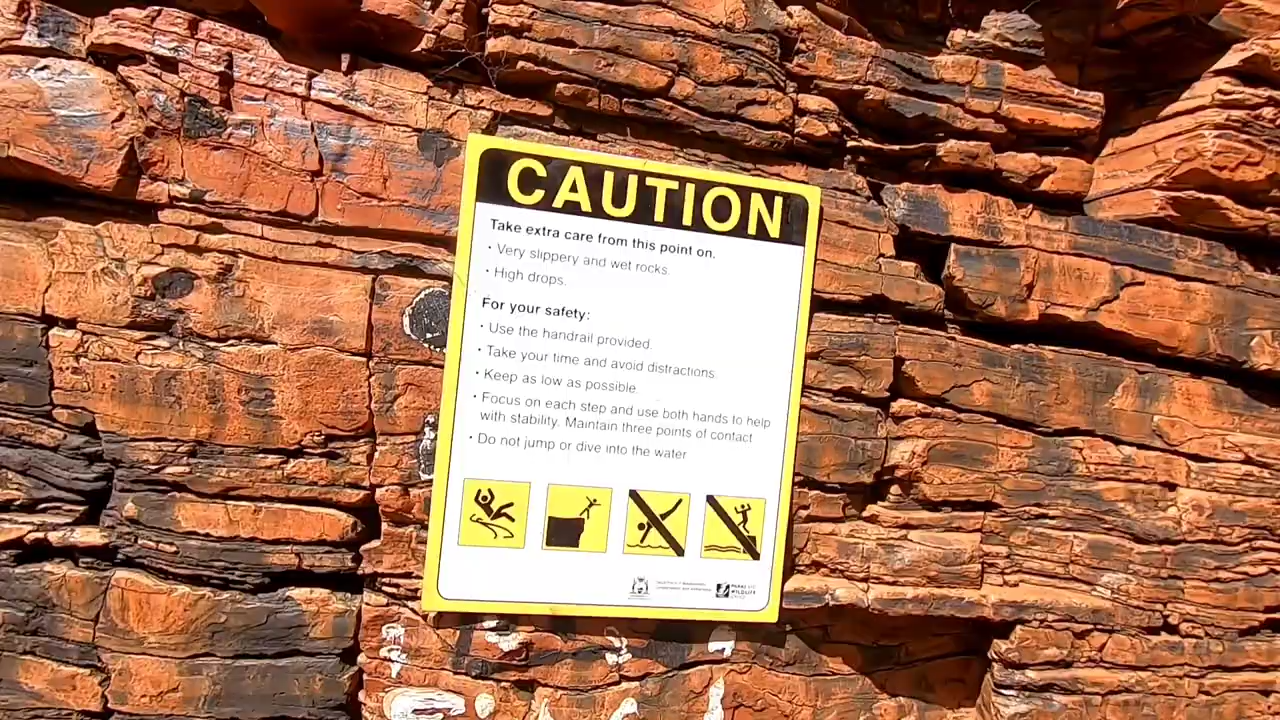 CAUTION
Take extra care from this point on.
· Very slippery and wet rocks.
· High drops.
For your safety:
· Use the handrail provided.
· Take your time and avoid distractions.
· Keep as low as possible.
· Focus on each step and use both hands to help
with stability. Maintain three points of contact
· Do not jump or dive into the water
PARKS AND
WILDLIFE